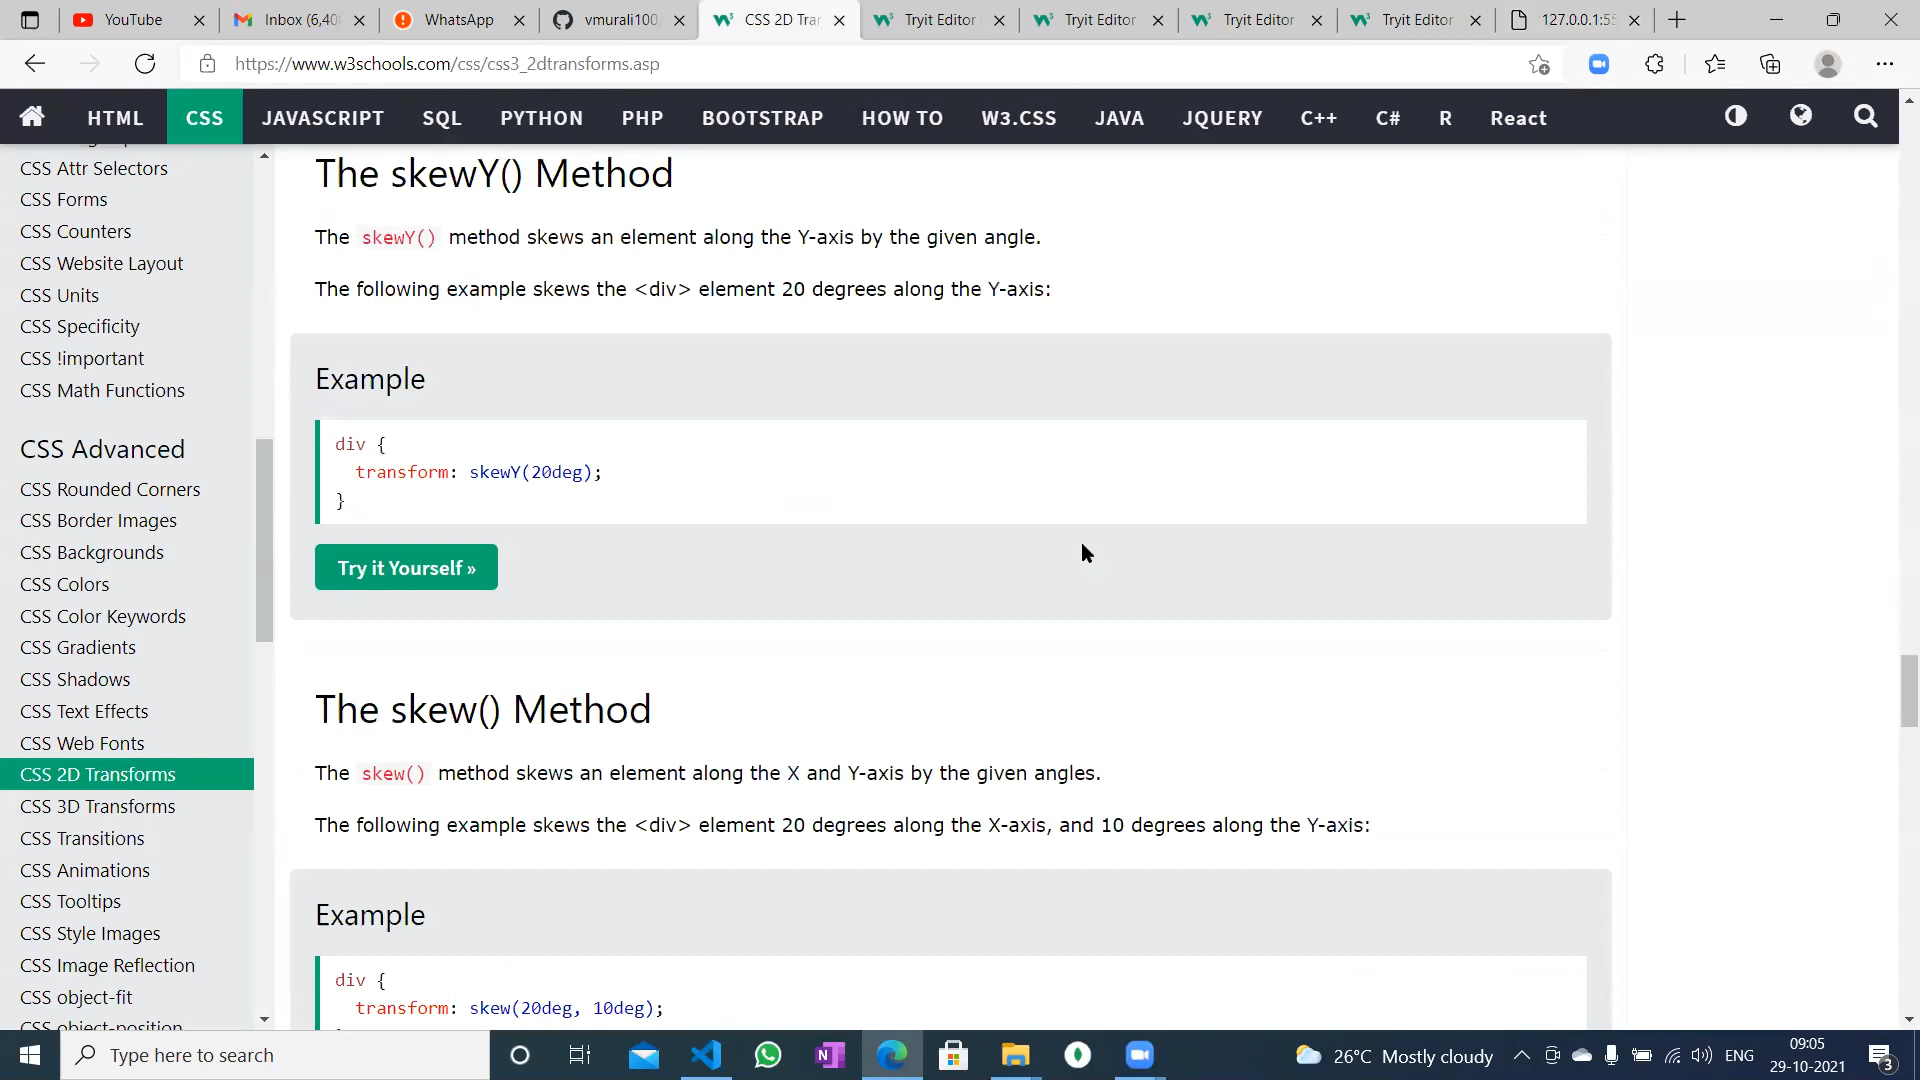 YouTube
Inbox (6,40
WhatsApp
vmurali100
CSS 2D Tra
Tryit Editor
Tryit Editor
Tryit Editor
Tryit Editor
127.0.0.1:55
https://www.w3schools.com/css/css3_2dtransforms.asp
HTML CSS JAVASCRIPT SQL PYTHON PHP BOOTSTRAP HOW TO W3.CSS JAVA JQUERY C++ C# R React
CSS Attr Selectors
CSS Forms
CSS Counters
CSS Website Layout
CSS Units
CSS Specificity
CSS !important
CSS Math Functions
CSS Advanced
CSS Rounded Corners
CSS Border Images
CSS Backgrounds
CSS Colors
CSS Color Keywords
CSS Gradients
CSS Shadows
CSS Text Effects
CSS Web Fonts
CSS 2D Transforms
CSS 3D Transforms
CSS Transitions
CSS Animations
CSS Tooltips
CSS Style Images
CSS Image Reflection
CSS object-fit
CSS object-position
The skewY() Method
The skewY() method skews an element along the Y-axis by the given angle.
The following example skews the <div> element 20 degrees along the Y-axis:
Example
div {
transform: skewY(20deg);
}
Try it Yourself »
The skew() Method
The skew() method skews an element along the X and Y-axis by the given angles.
The following example skews the <div> element 20 degrees along the X-axis, and 10 degrees along the Y-axis:
Example
div {
transform: skew(20deg, 10deg);
Type here to search
26°C Mostly cloudy
ENG
09:05
29-10-2021
3